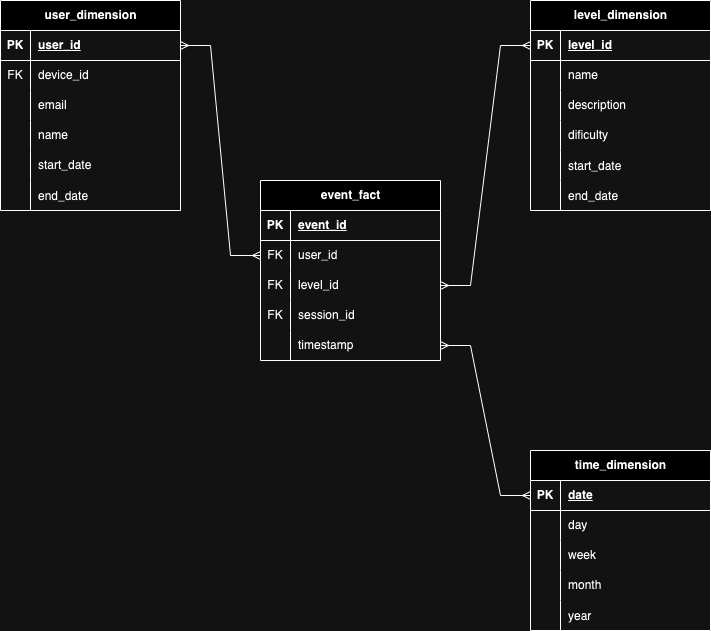 user_dimension
PK user_id
FK device_id
email
name
start_date
end_date
level_dimension
PK level_id
name
description
dificulty
start_date
end_date
event_fact
PK event_id
FK user_id
FK level_id
FK session_id
timestamp
time_dimension
PK date
day
week
month
year